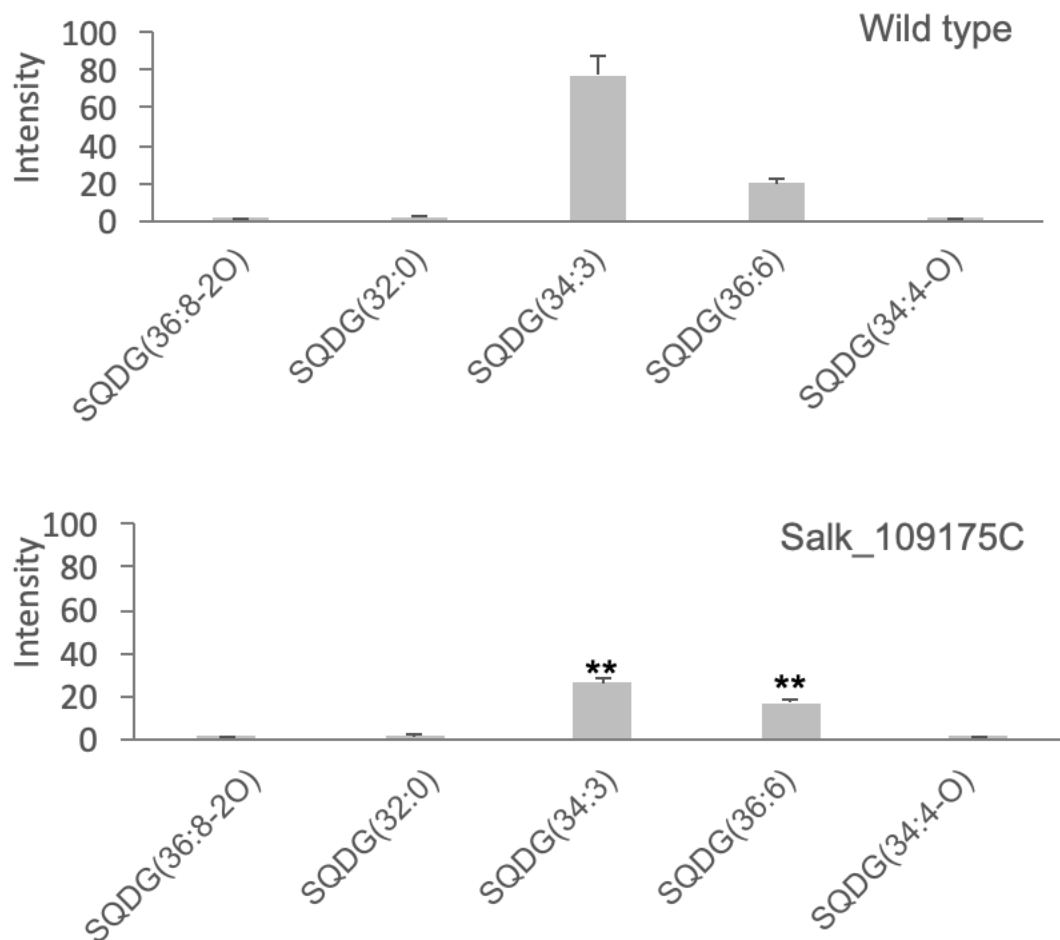 Wild type
Intensity
100
80
60
40
20
0
SQDG(36:8-2O)
SQDG(32:0)
SQDG(34:3)
SQDG(36:6)
SQDG(34:4-O)
Salk_109175C
Intensity
100
80
60
40
20
0
**
**
SQDG(36:8-2O)
SQDG(32:0)
SQDG(34:3)
SQDG(36:6)
SQDG(34:4-O)